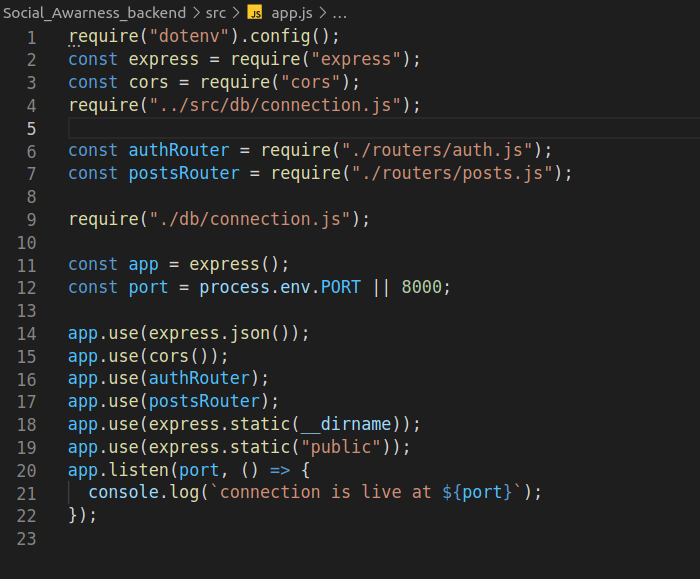 Social_Awarness_backend > src > JS app.js > ...
1 require("dotenv").config();
2 const express = require("express");
3 const cors = require("cors");
4 require("../src/db/connection.js");
5
6 const authRouter = require("./routers/auth.js");
7 const postsRouter = require("./routers/posts.js");
8
9 require("./db/connection.js");
10
11 const app = express();
12 const port = process.env.PORT || 8000;
13
14 app.use(express.json());
15 app.use(cors());
16 app.use(authRouter);
17 app.use(postsRouter);
18 app.use(express.static(__dirname));
19 app.use(express.static("public"));
20 app.listen(port, () => {
21   console.log(`connection is live at ${port}`);
22 });
23